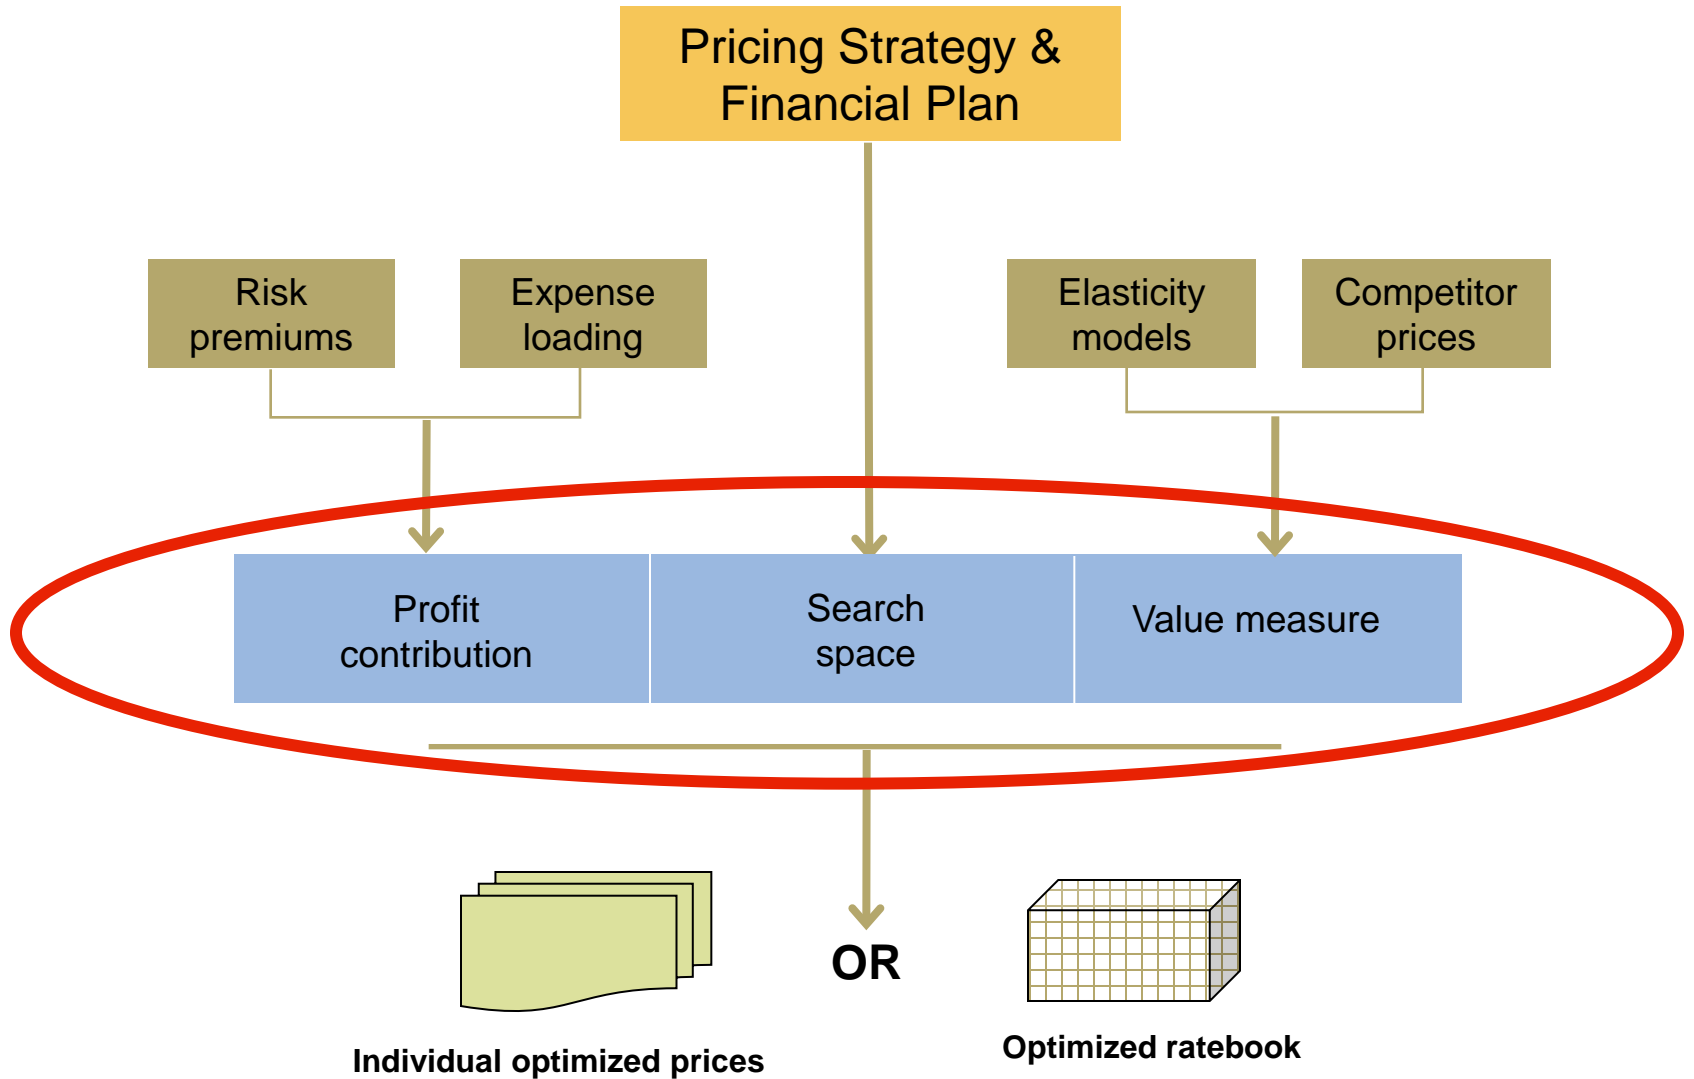 Pricing Strategy &
Financial Plan
Risk
premiums
Expense
loading
Elasticity
models
Competitor
prices
Profit
contribution
Search
space
Value measure
OR
Individual optimized prices
Optimized ratebook